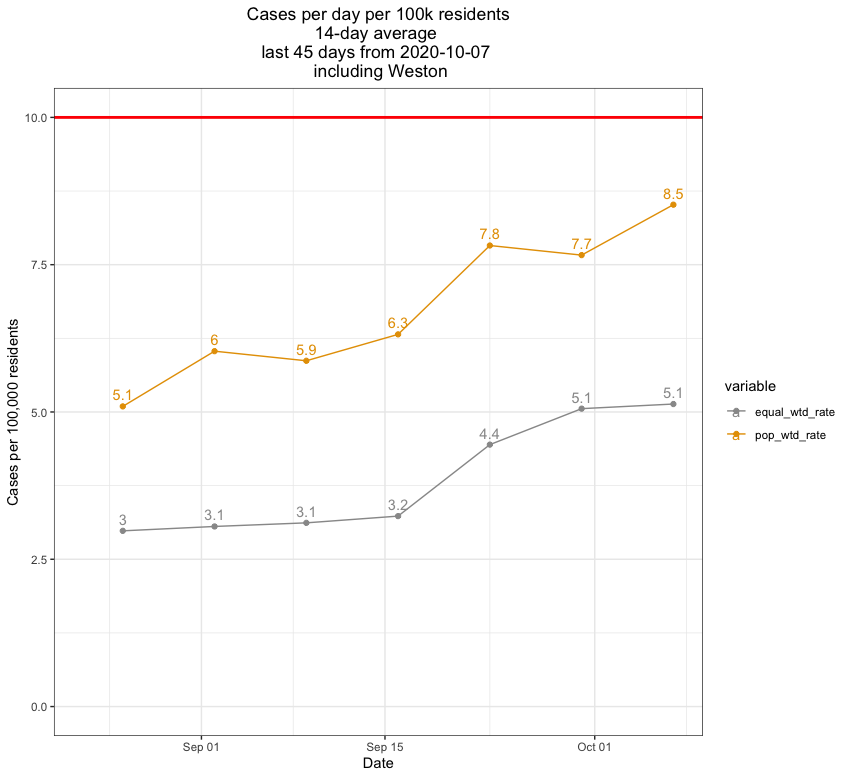 Cases per day per 100k residents
14-day average
last 45 days from 2020-10-07
including Weston
Cases per 100,000 residents
10.0
7.5
5.0
2.5
0.0
5.1
6
5.9
6.3
7.8
7.7
8.5
3
3.1
3.1
3.2
4.4
5.1
5.1
Sep 01
Sep 15
Oct 01
Date
variable
a equal_wtd_rate
a pop_wtd_rate